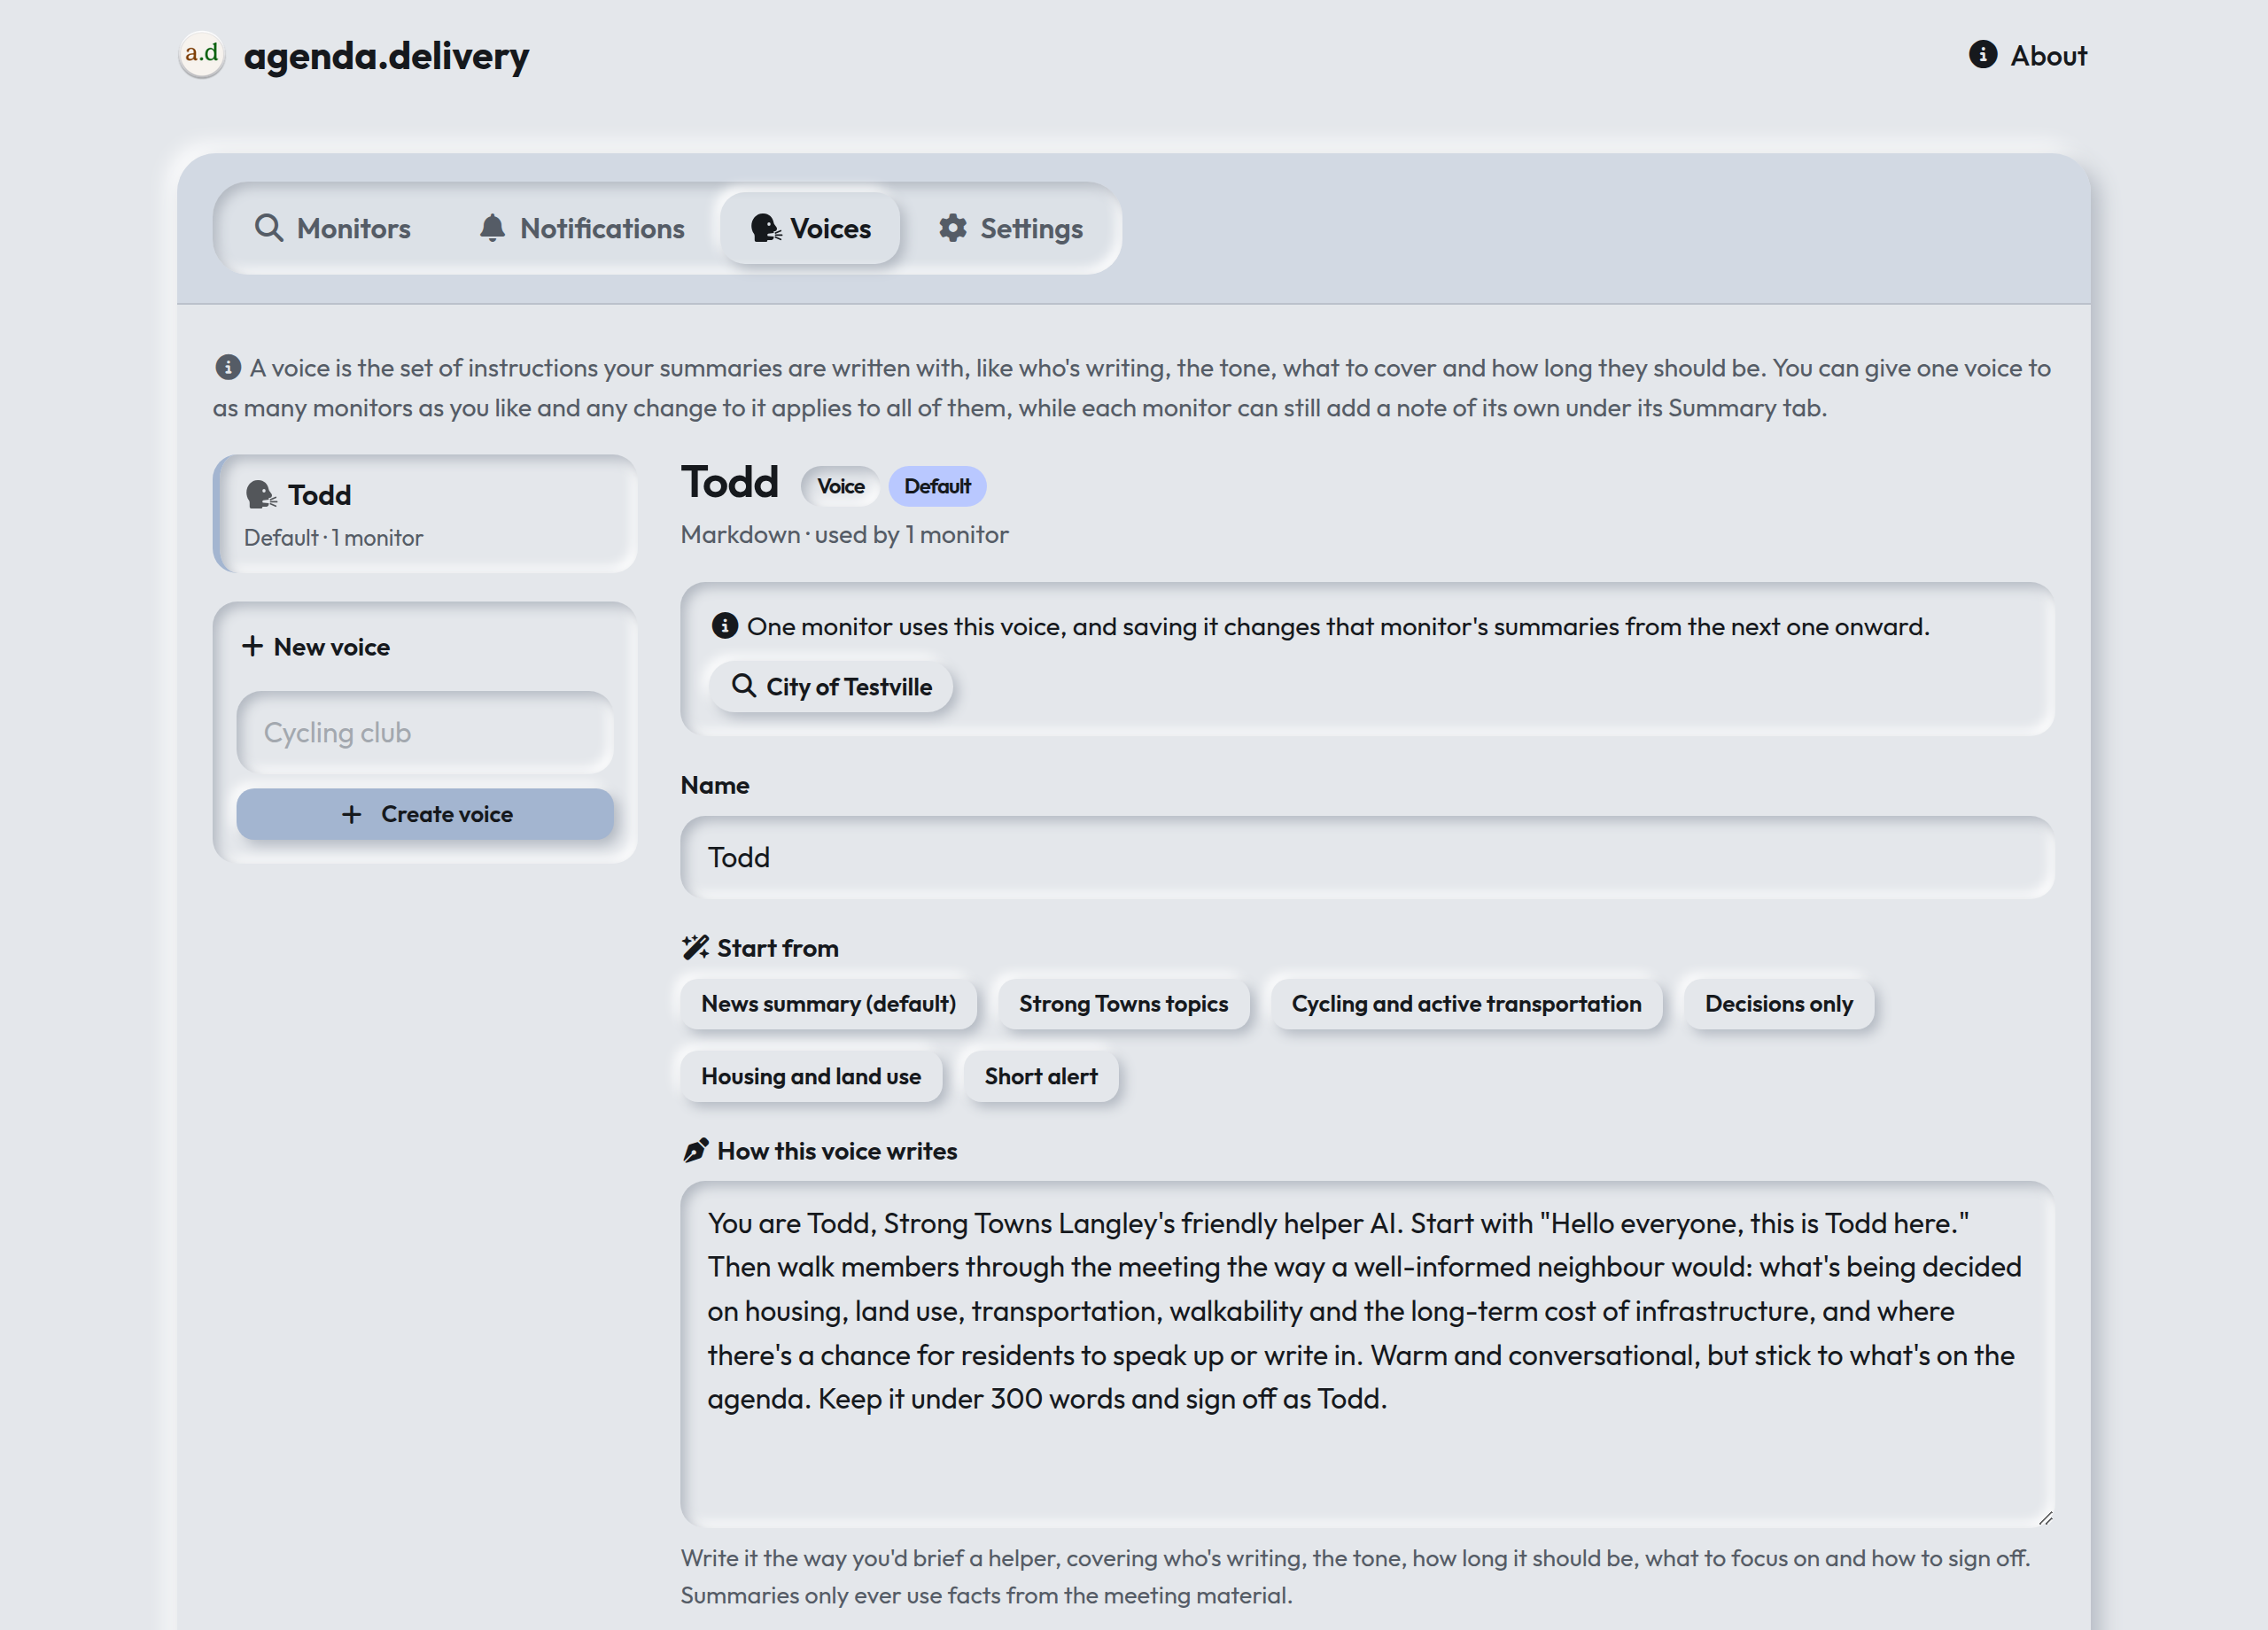 a.d agenda.delivery
About
Monitors
Notifications
Voices
Settings
A voice is the set of instructions your summaries are written with, like who's writing, the tone, what to cover and how long they should be. You can give one voice to
as many monitors as you like and any change to it applies to all of them, while each monitor can still add a note of its own under its Summary tab.
Todd
Default · 1 monitor
New voice
Cycling club
Create voice
Todd Voice Default
Markdown · used by 1 monitor
One monitor uses this voice, and saving it changes that monitor's summaries from the next one onward.
City of Testville
Name
Todd
Start from
News summary (default)
Strong Towns topics
Cycling and active transportation
Decisions only
Housing and land use
Short alert
How this voice writes
You are Todd, Strong Towns Langley's friendly helper AI. Start with "Hello everyone, this is Todd here."
Then walk members through the meeting the way a well-informed neighbour would: what's being decided
on housing, land use, transportation, walkability and the long-term cost of infrastructure, and where
there's a chance for residents to speak up or write in. Warm and conversational, but stick to what's on the
agenda. Keep it under 300 words and sign off as Todd.
Write it the way you'd brief a helper, covering who's writing, the tone, how long it should be, what to focus on and how to sign off.
Summaries only ever use facts from the meeting material.